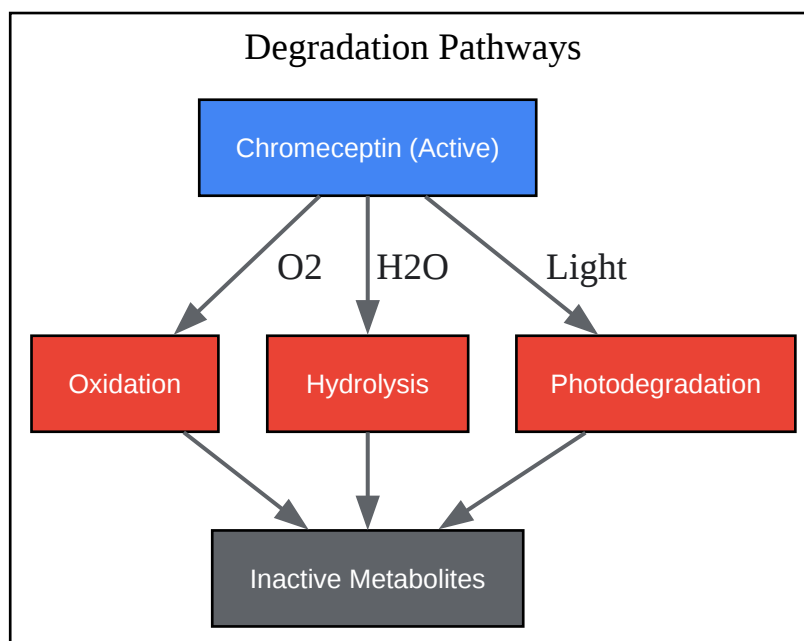 Degradation Pathways
Chromeceptin (Active)
O2
H2O
Light
Oxidation
Hydrolysis
Photodegradation
Inactive Metabolites